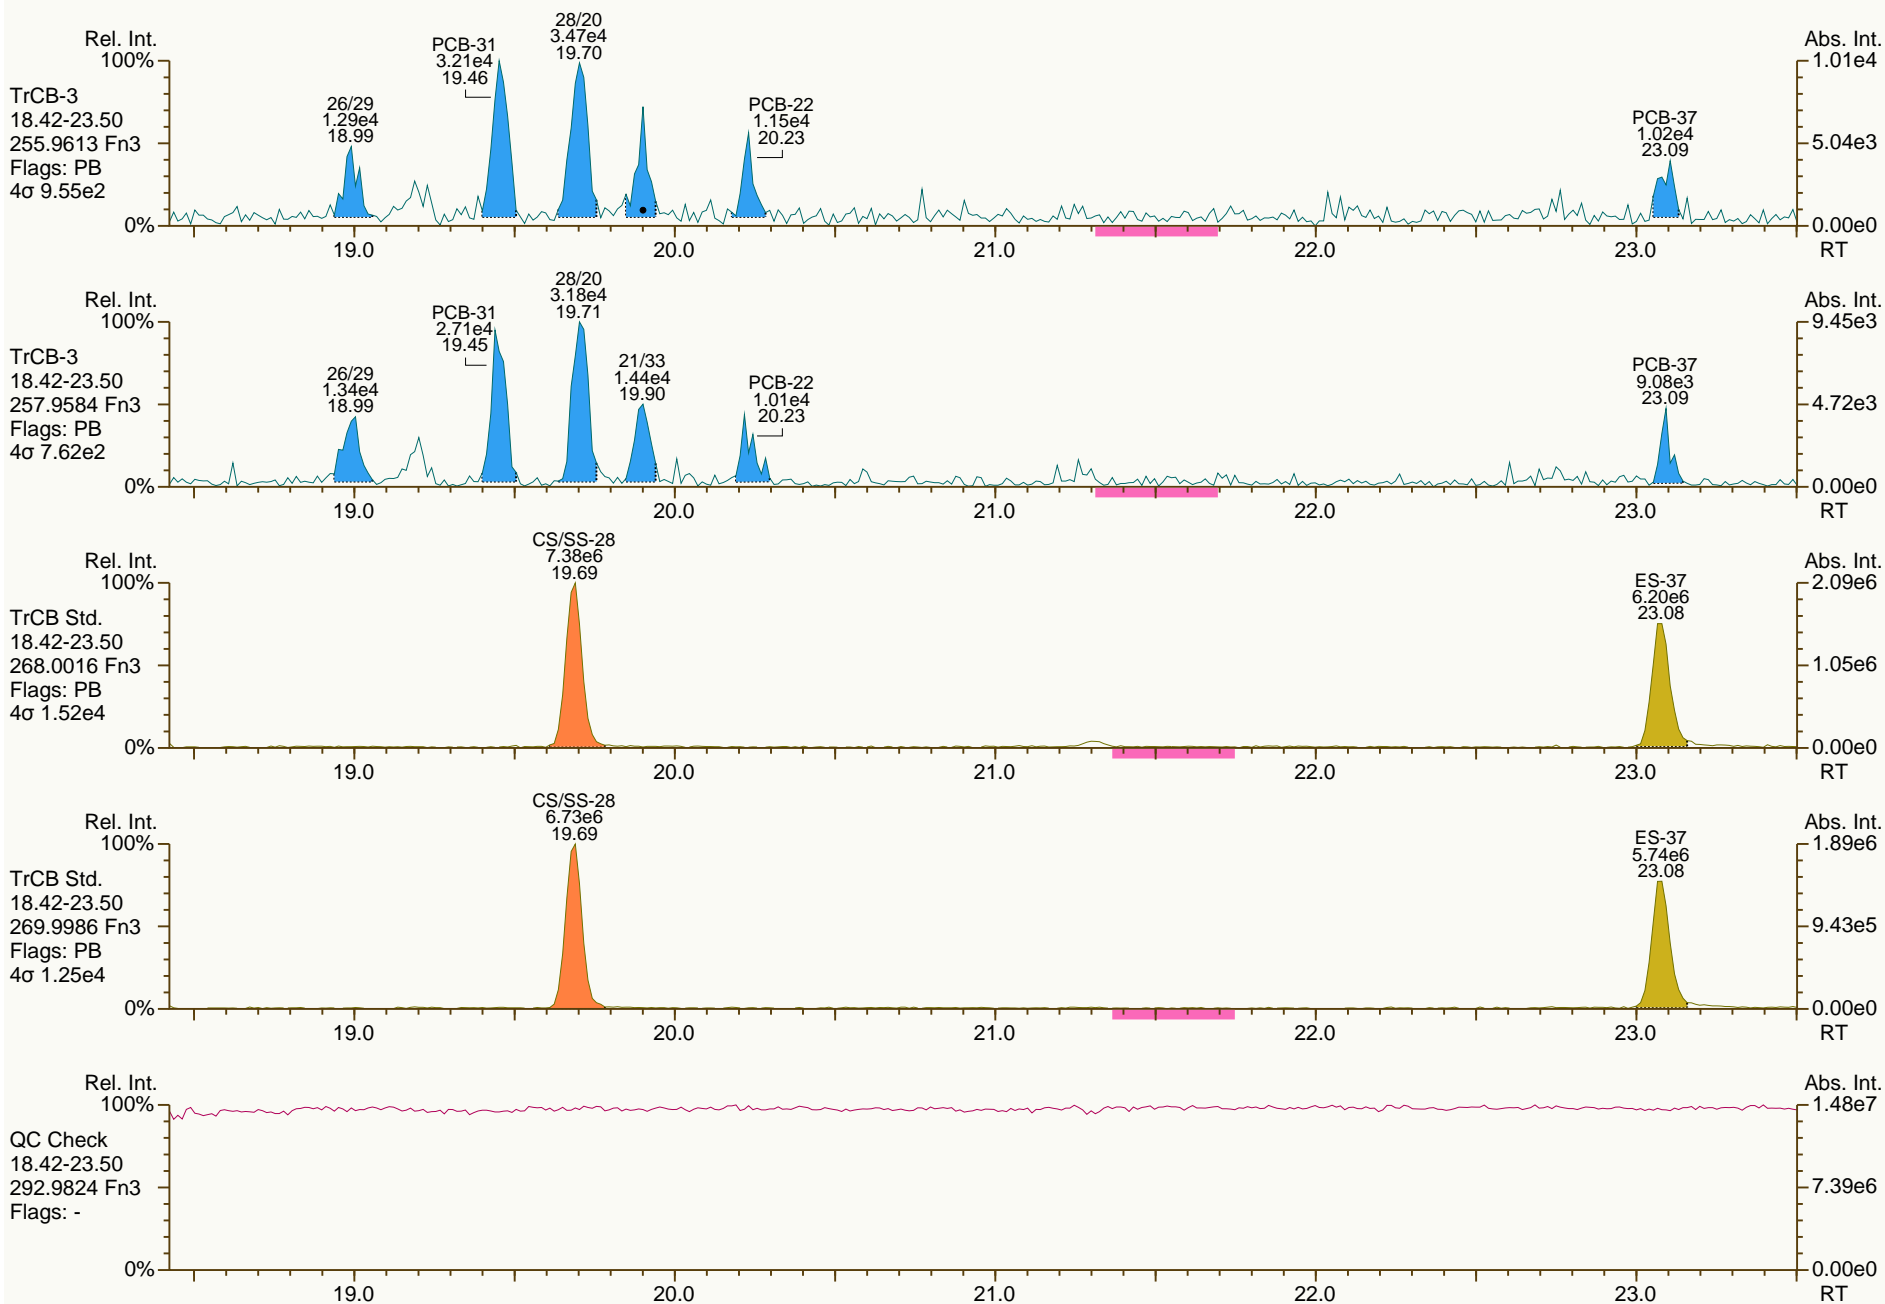 Rel. Int.
100%
0%
TrCB-3
18.42-23.50
255.9613 Fn3
Flags: PB
4σ 9.55e2
26/29
1.29e4
18.99
PCB-31
3.21e4
19.46
28/20
3.47e4
19.70
PCB-22
1.15e4
20.23
PCB-37
1.02e4
23.09
Abs. Int.
1.01e4
5.04e3
0.00e0
19.0 20.0 21.0 22.0 23.0 RT
Rel. Int.
100%
0%
TrCB-3
18.42-23.50
257.9584 Fn3
Flags: PB
4σ 7.62e2
26/29
1.34e4
18.99
PCB-31
2.71e4
19.45
28/20
3.18e4
19.71
21/33
1.44e4
19.90
PCB-22
1.01e4
20.23
PCB-37
9.08e3
23.09
Abs. Int.
9.45e3
4.72e3
0.00e0
19.0 20.0 21.0 22.0 23.0 RT
Rel. Int.
100%
0%
TrCB Std.
18.42-23.50
268.0016 Fn3
Flags: PB
4σ 1.52e4
CS/SS-28
7.38e6
19.69
ES-37
6.20e6
23.08
Abs. Int.
2.09e6
1.05e6
0.00e0
19.0 20.0 21.0 22.0 23.0 RT
Rel. Int.
100%
0%
TrCB Std.
18.42-23.50
269.9986 Fn3
Flags: PB
4σ 1.25e4
CS/SS-28
6.73e6
19.69
ES-37
5.74e6
23.08
Abs. Int.
1.89e6
9.43e5
0.00e0
19.0 20.0 21.0 22.0 23.0 RT
Rel. Int.
100%
0%
QC Check
18.42-23.50
292.9824 Fn3
Flags: -
Abs. Int.
1.48e7
7.39e6
0.00e0
19.0 20.0 21.0 22.0 23.0 RT